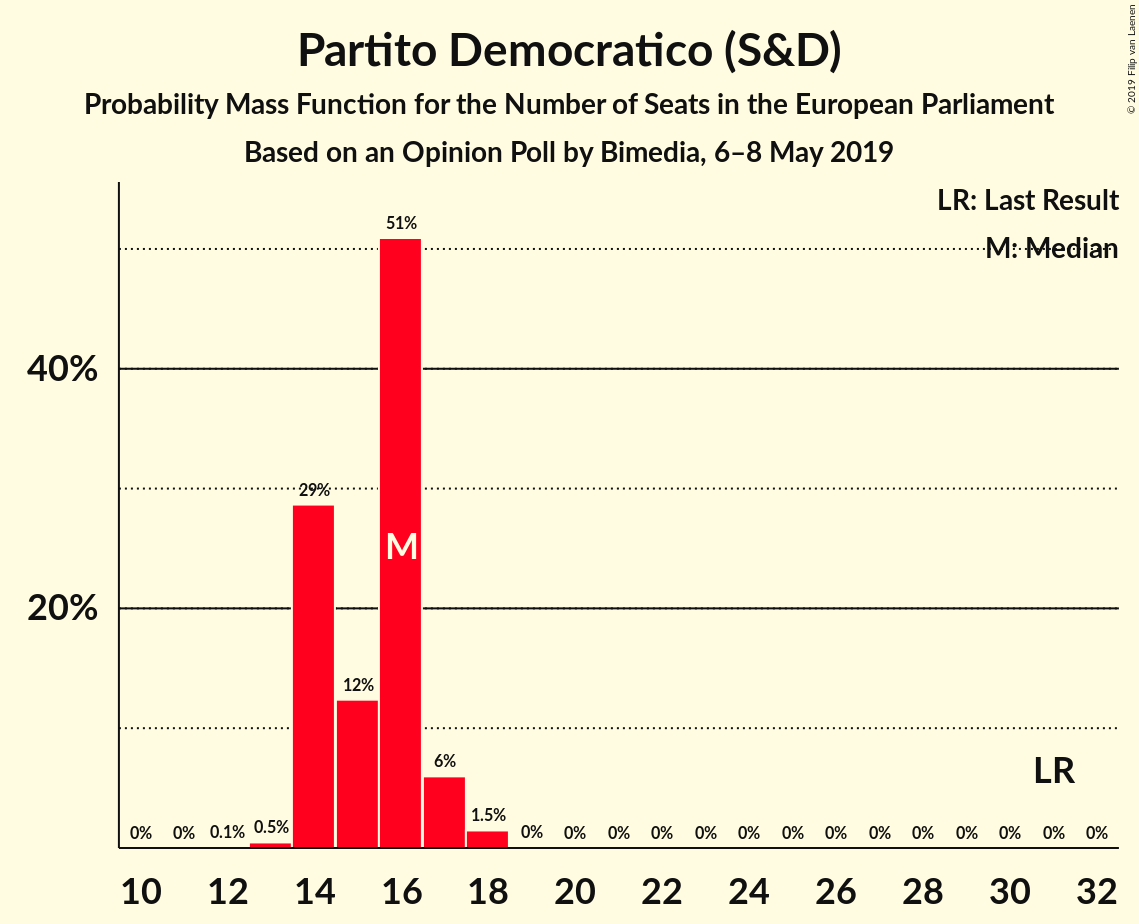 Partito Democratico (S&D)
Probability Mass Function for the Number of Seats in the European Parliament
Based on an Opinion Poll by Bimedia, 6–8 May 2019
© 2019 Filip van Laenen
LR: Last Result
M: Median
40%
20%
0% 0% 0.1% 0.5% 29% 12% 51% 6% 1.5% 0% 0% 0% 0% 0% 0% 0% 0% 0% 0% 0% 0% 0% 0%
M
LR
10 12 14 16 18 20 22 24 26 28 30 32